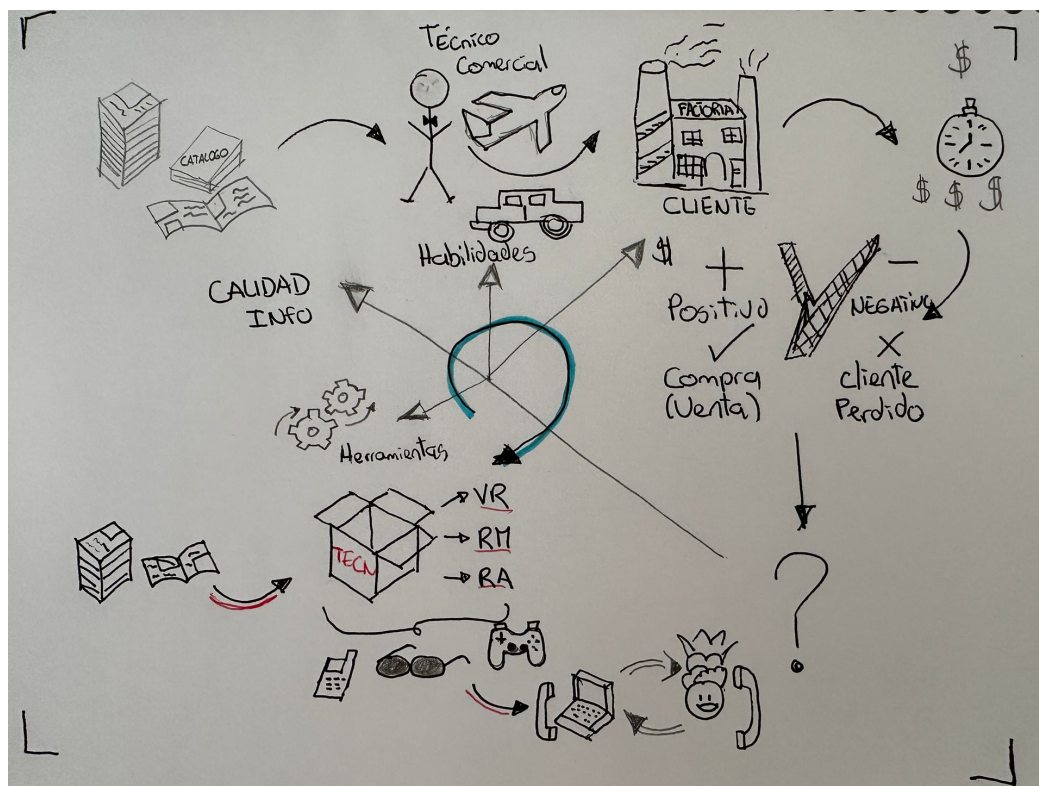 Técnico
Comercial
CATALOGO
FACTORIA
CLIENTE
$
$ $ $
Habilidades
$
CALIDAD
INFO
+
Positivo
✓
Compra
(Venta)
−
NEGATIVO
×
cliente
Perdido
Herramientas
TECN
VR
RM
RA
?